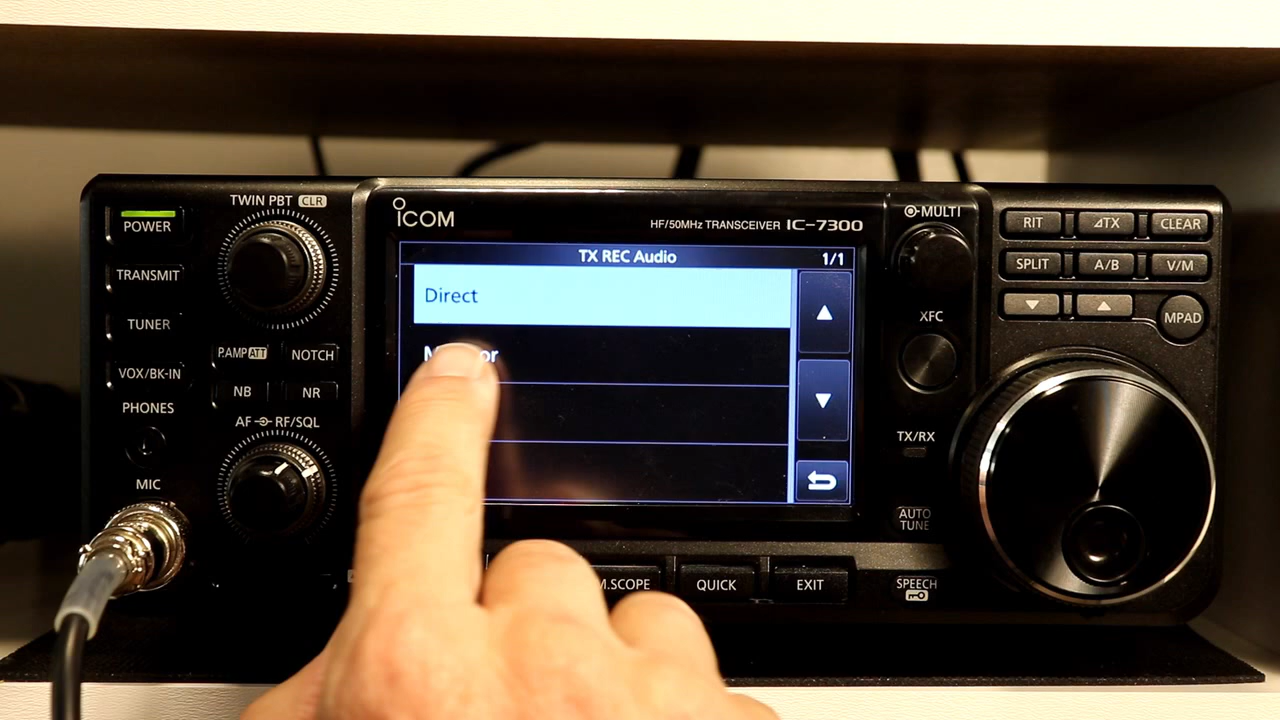 POWER
TRANSMIT
TUNER
VOX/BK-IN
PHONES
MIC
TWIN PBT CLR
P.AMP ATT NOTCH
NB NR
AF RF/SQL
ICOM
HF/50MHz TRANSCEIVER IC-7300
TX REC Audio 1/1
Direct
M.SCOPE QUICK EXIT
MULTI
XFC
TX/RX
AUTO
TUNE
SPEECH
RIT ⊿TX CLEAR
SPLIT A/B V/M
MPAD